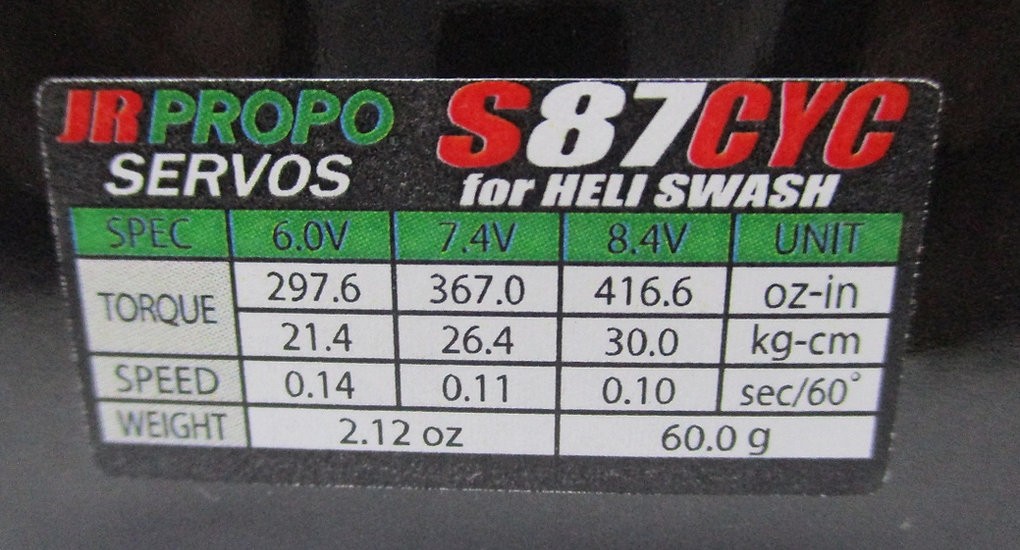 JR PROPO
SERVOS
S87CYC
for HELI SWASH
SPEC 6.0V 7.4V 8.4V UNIT
TORQUE 297.6 367.0 416.6 oz-in
21.4 26.4 30.0 kg-cm
SPEED 0.14 0.11 0.10 sec/60°
WEIGHT 2.12 oz 60.0 g